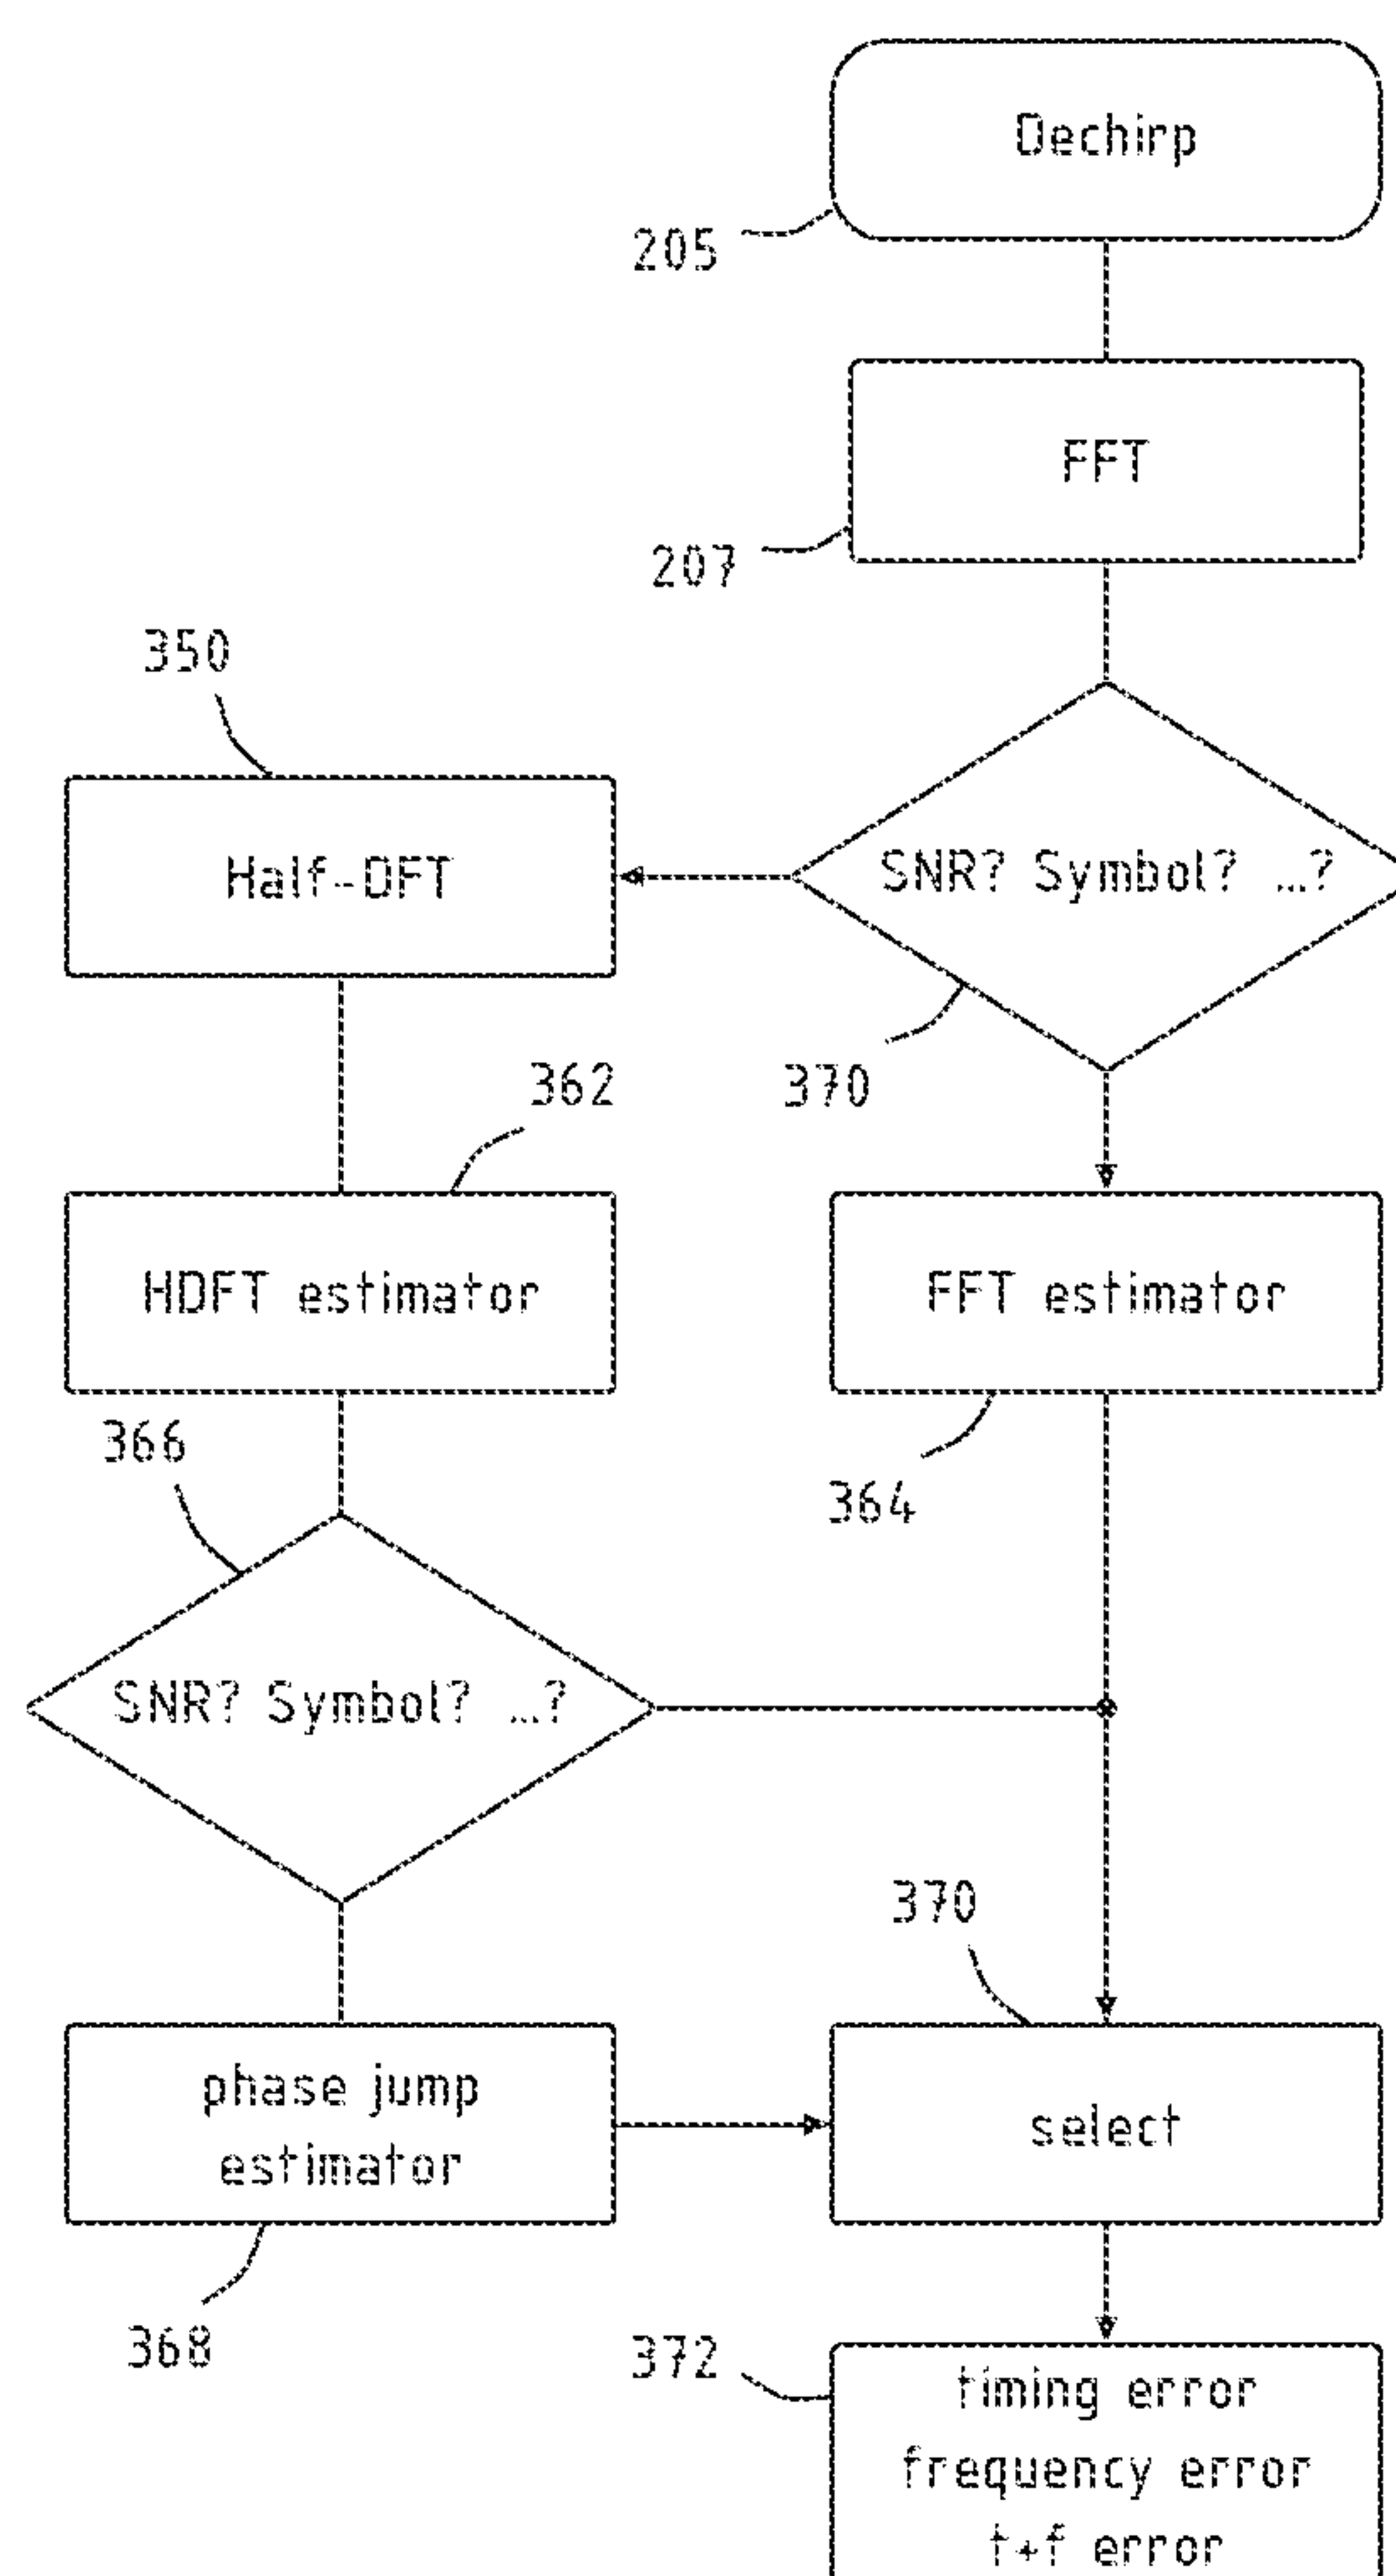 Dechirp
205
FFT
207
350
Half-DFT
SNR? Symbol? ...?
370
362
HDFT estimator
FFT estimator
366
364
SNR? Symbol? ...?
370
phase jump
estimator
select
368
372
timing error
frequency error
t+f error